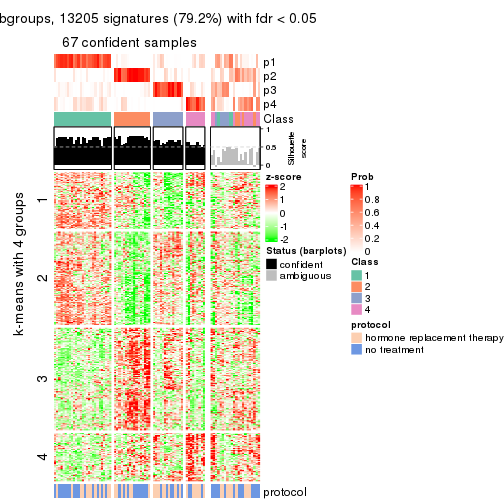 bgroups, 13205 signatures (79.2%) with fdr < 0.05
67 confident samples
p1
p2
p3
p4
Class
1
0.5
0
Silhouette
score
k-means with 4 groups
1
2
3
4
protocol
z-score
2
1
0
-1
-2
Status (barplots)
confident
ambiguous
Prob
1
0.8
0.6
0.4
0.2
0
Class
1
2
3
4
protocol
hormone replacement therapy
no treatment